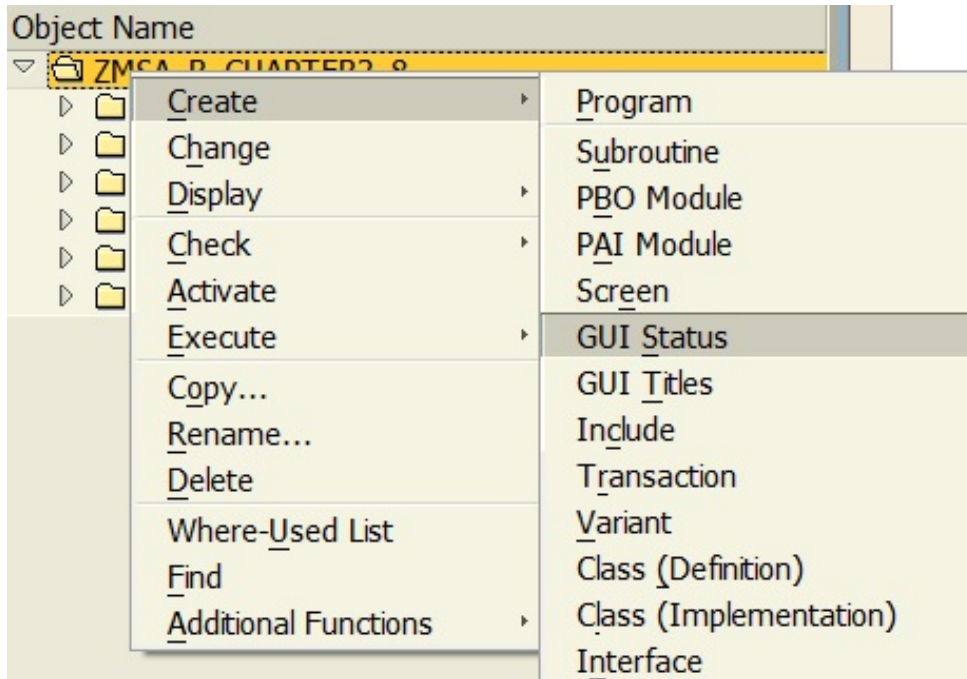 Object Name
ZMSA_R_CHAPTER2_8
Create
Change
Display
Check
Activate
Execute
Copy...
Rename...
Delete
Where-Used List
Find
Additional Functions
Program
Subroutine
PBO Module
PAI Module
Screen
GUI Status
GUI Titles
Include
Transaction
Variant
Class (Definition)
Class (Implementation)
Interface